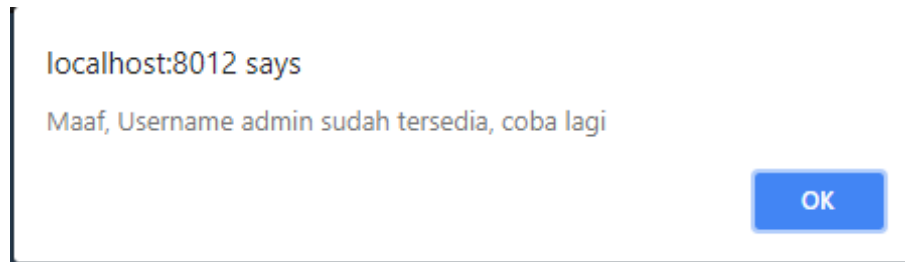 localhost:8012 says
Maaf, Username admin sudah tersedia, coba lagi
OK